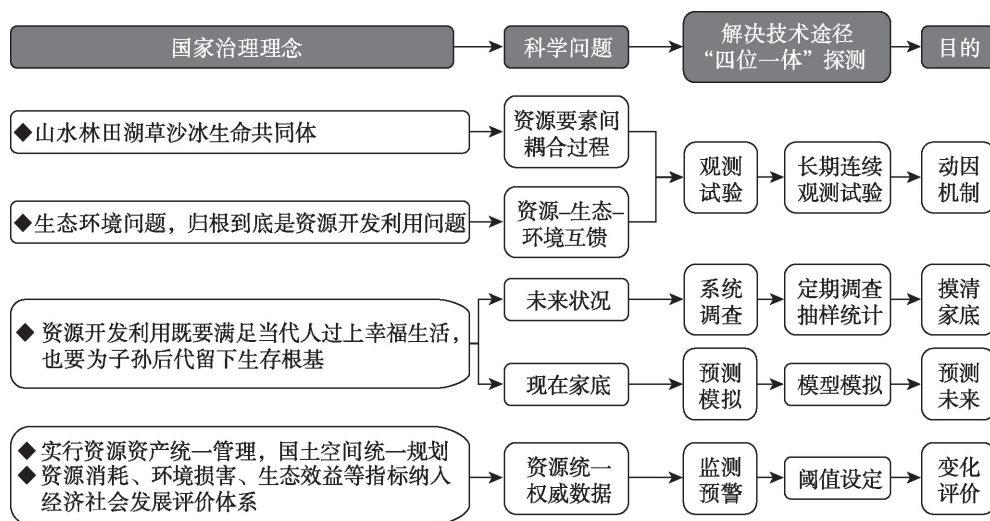 国家治理理念
科学问题
解决技术途径
“四位一体”探测
目的
◆山水林田湖草沙冰生命共同体
资源要素间
耦合过程
观测
试验
长期连续
观测试验
动因
机制
◆生态环境问题，归根到底是资源开发利用问题
资源–生态–
环境互馈
◆ 资源开发利用既要满足当代人过上幸福生活，
也要为子孙后代留下生存根基
未来状况
系统
调查
定期调查
抽样统计
摸清
家底
现在家底
预测
模拟
模型模拟
预测
未来
◆ 实行资源资产统一管理，国土空间统一规划
◆ 资源消耗、环境损害、生态效益等指标纳入
经济社会发展评价体系
资源统一
权威数据
监测
预警
阈值设定
变化
评价